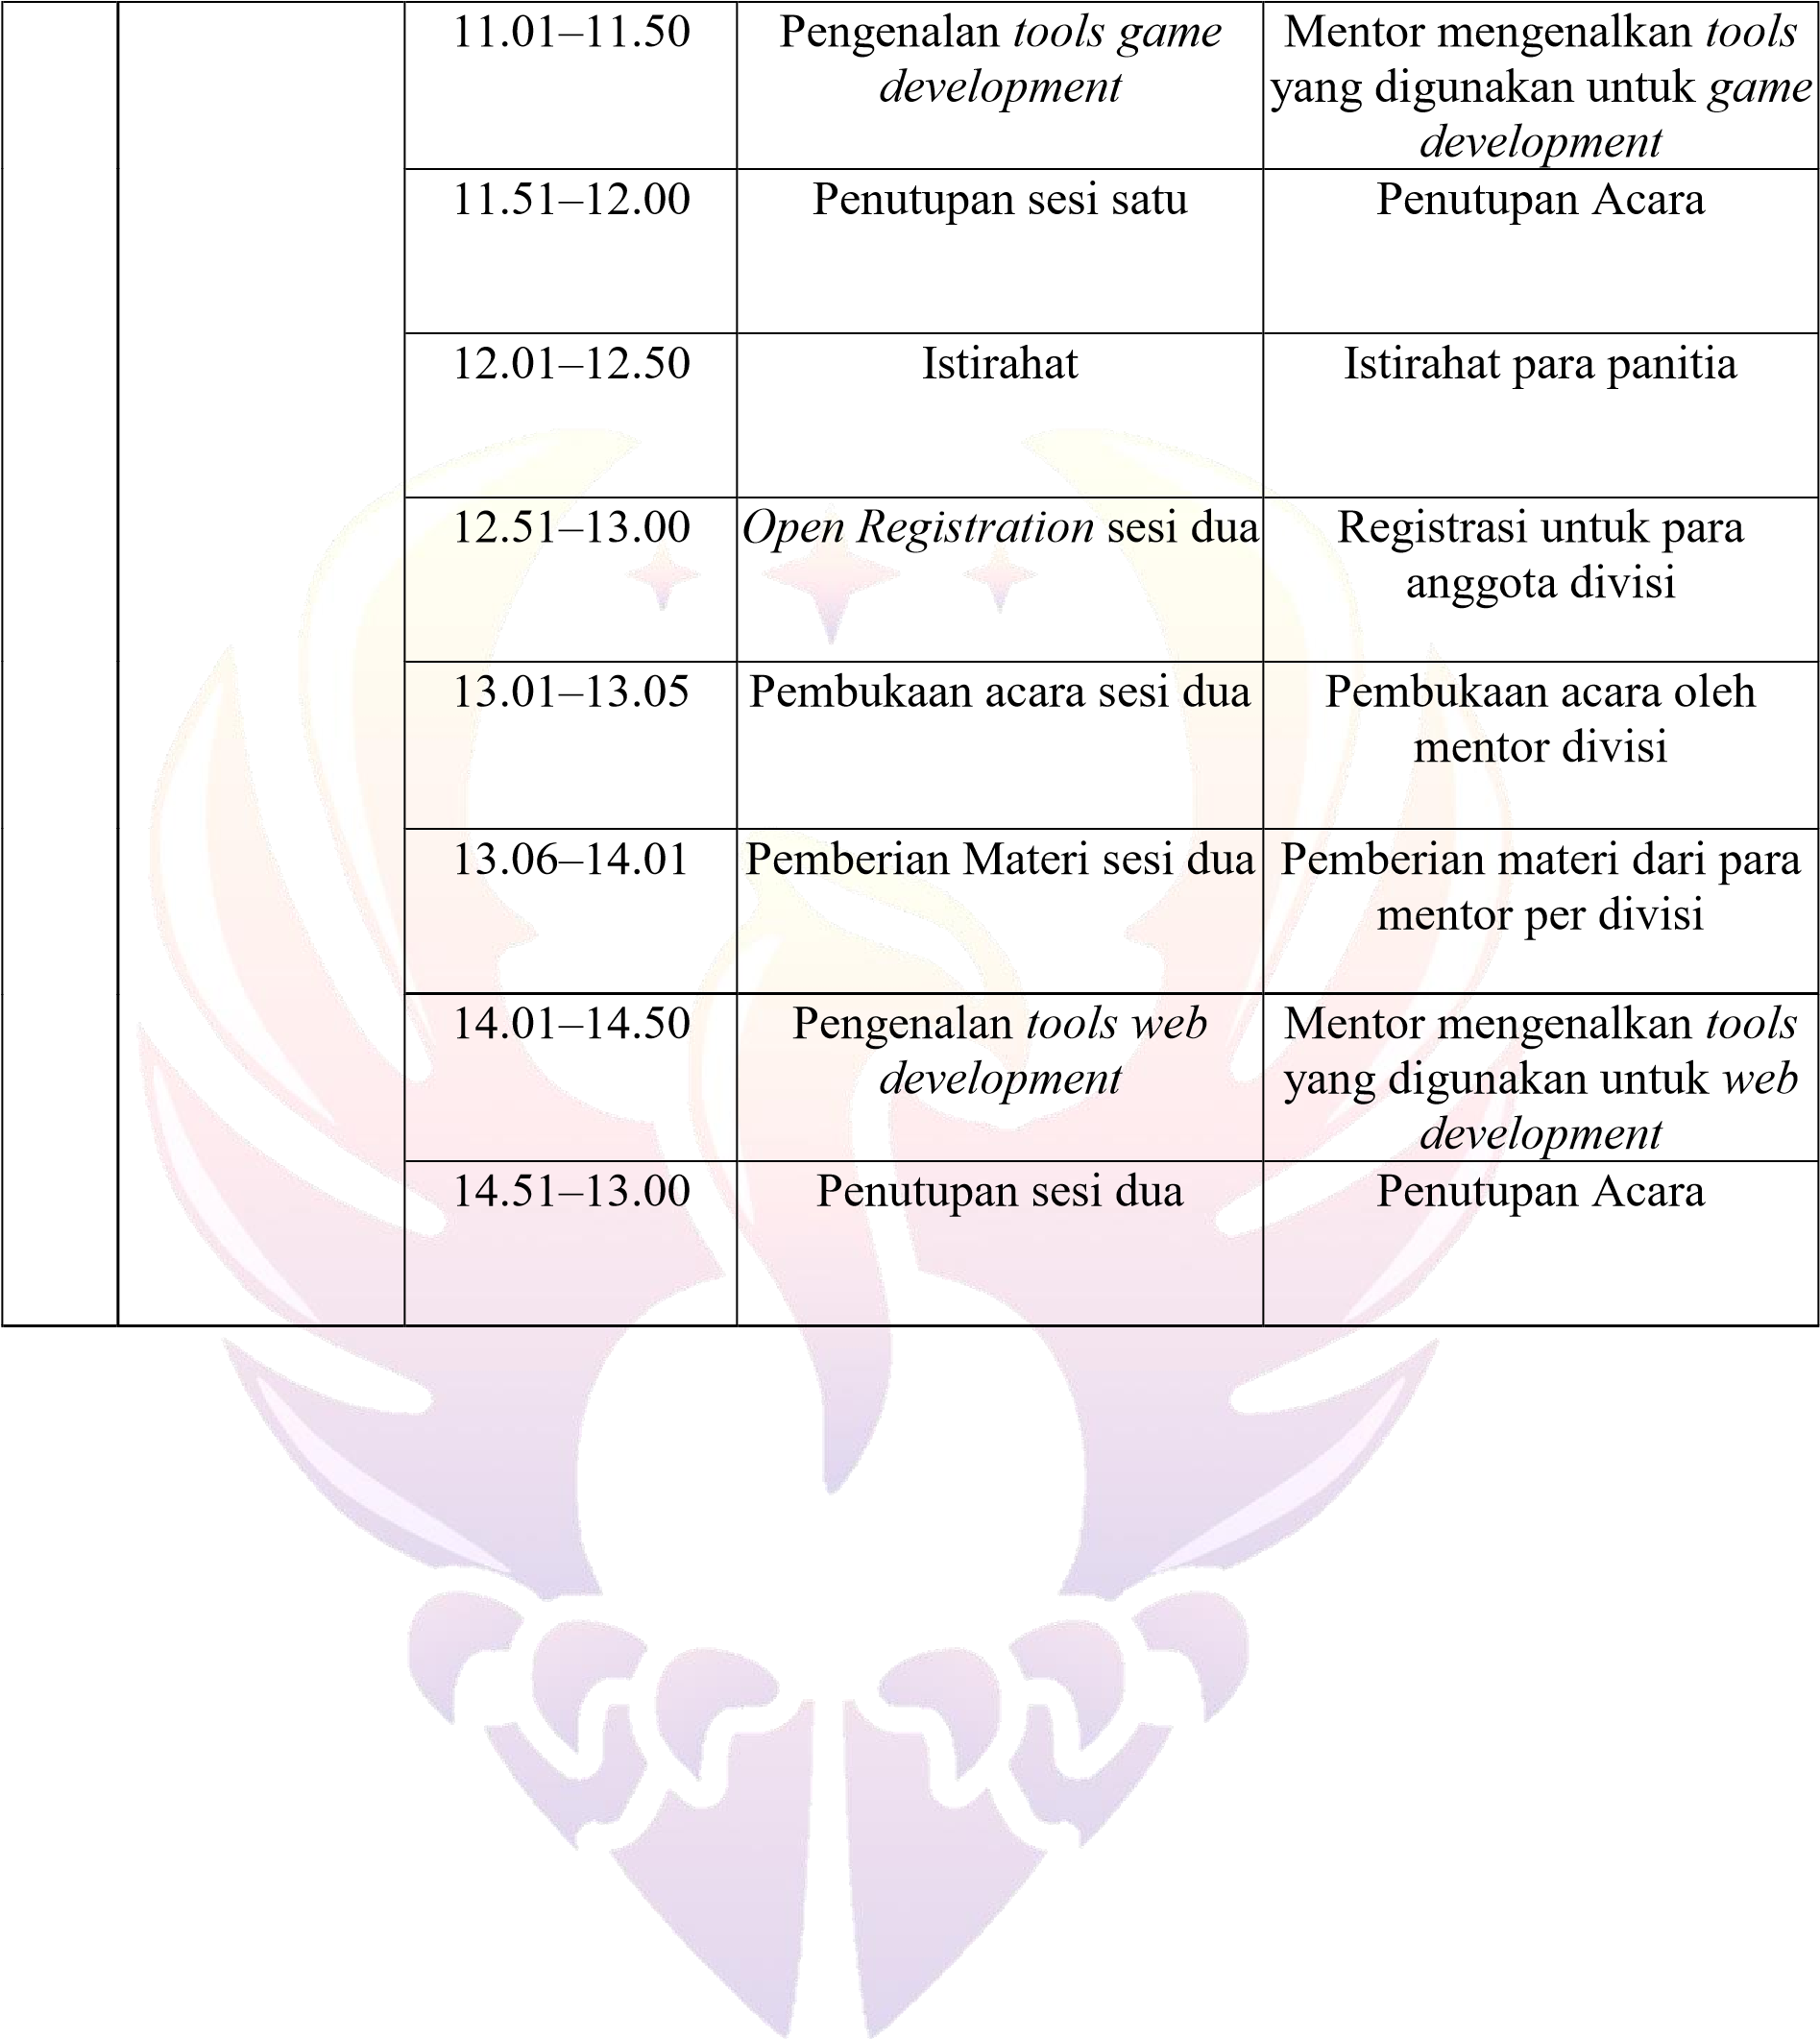 11.01–11.50
Pengenalan tools game
development
Mentor mengenalkan tools
yang digunakan untuk game
development
11.51–12.00
Penutupan sesi satu
Penutupan Acara
12.01–12.50
Istirahat
Istirahat para panitia
12.51–13.00
Open Registration sesi dua
Registrasi untuk para
anggota divisi
13.01–13.05
Pembukaan acara sesi dua
Pembukaan acara oleh
mentor divisi
13.06–14.01
Pemberian Materi sesi dua
Pemberian materi dari para
mentor per divisi
14.01–14.50
Pengenalan tools web
development
Mentor mengenalkan tools
yang digunakan untuk web
development
14.51–13.00
Penutupan sesi dua
Penutupan Acara